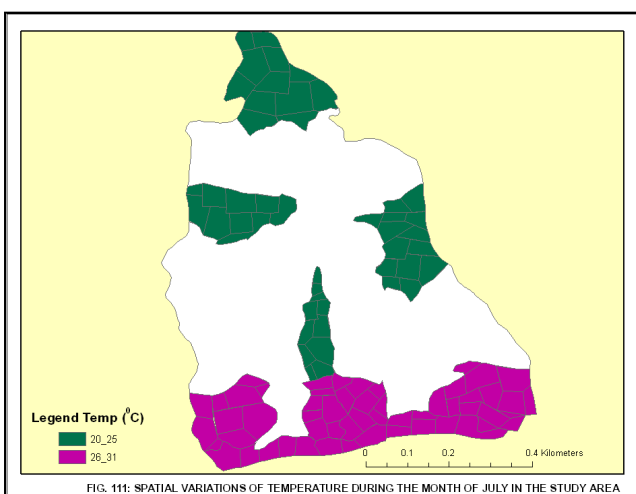 Legend Temp (⁰C)
20_25
26_31
0 0.1 0.2 0.4 Kilometers
FIG. 111: SPATIAL VARIATIONS OF TEMPERATURE DURING THE MONTH OF JULY IN THE STUDY AREA